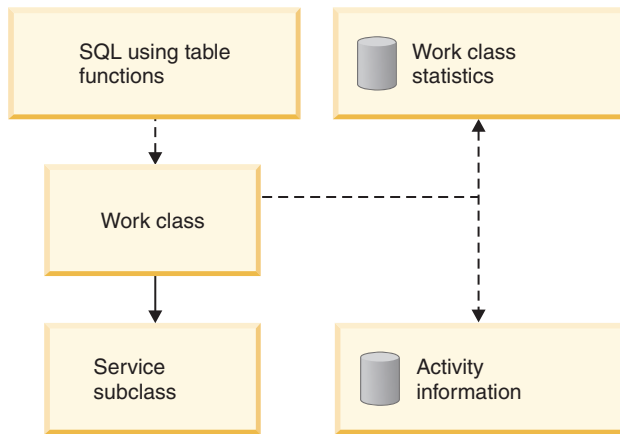 SQL using table
functions
Work class
statistics
Work class
Service
subclass
Activity
information